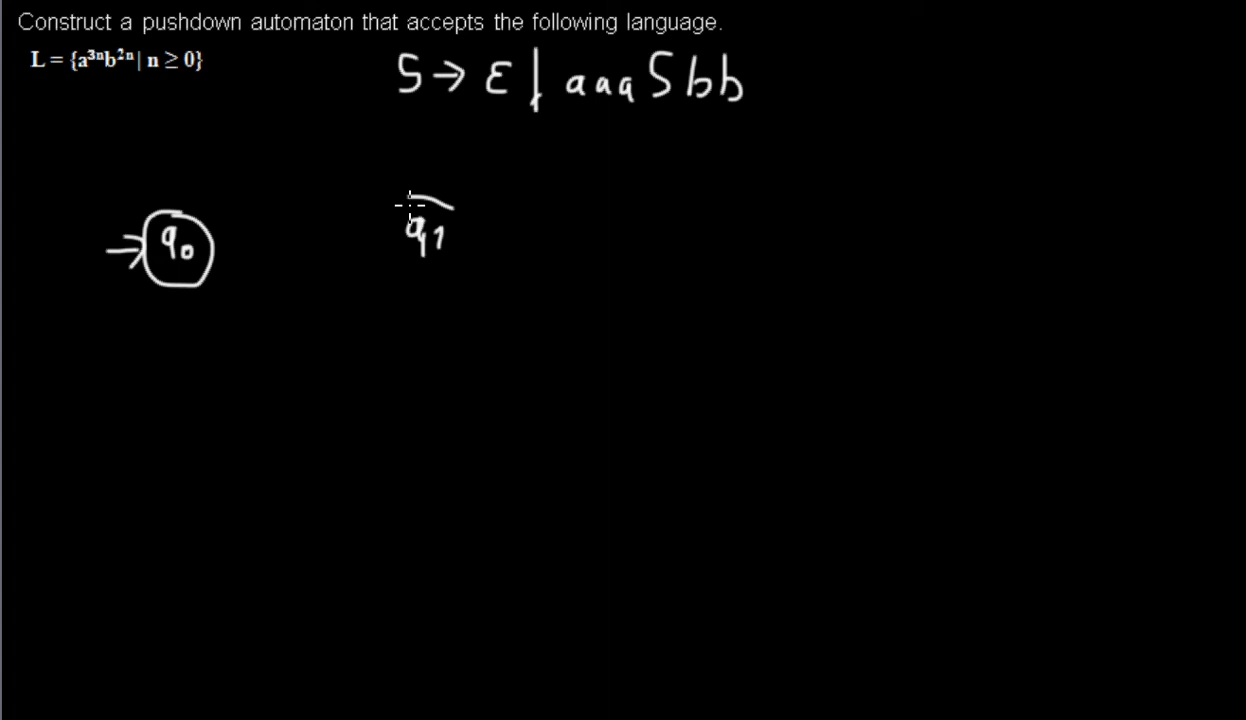 Construct a pushdown automaton that accepts the following language.
L = {a³ⁿb²ⁿ | n ≥ 0}
S → ε | aaaSbb
q₀
q₁